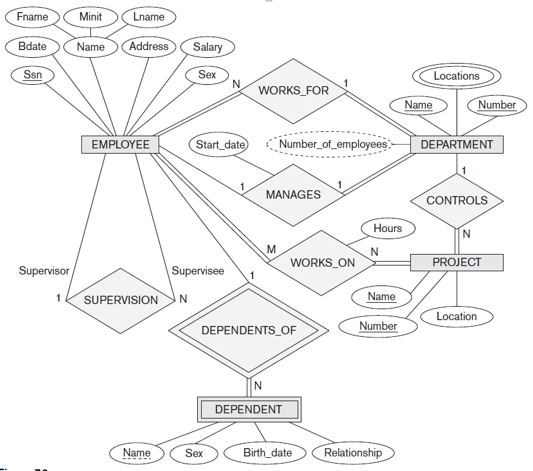 Fname
Minit
Lname
Bdate
Name
Address
Salary
Ssn
Sex
N
WORKS_FOR
1
Locations
Name
Number
EMPLOYEE
Start_date
Number_of_employees
DEPARTMENT
1
MANAGES
1
1
CONTROLS
N
Hours
M
WORKS_ON
N
PROJECT
Supervisor
Supervisee
1
SUPERVISION
N
1
Name
Number
Location
DEPENDENTS_OF
N
DEPENDENT
Name
Sex
Birth_date
Relationship